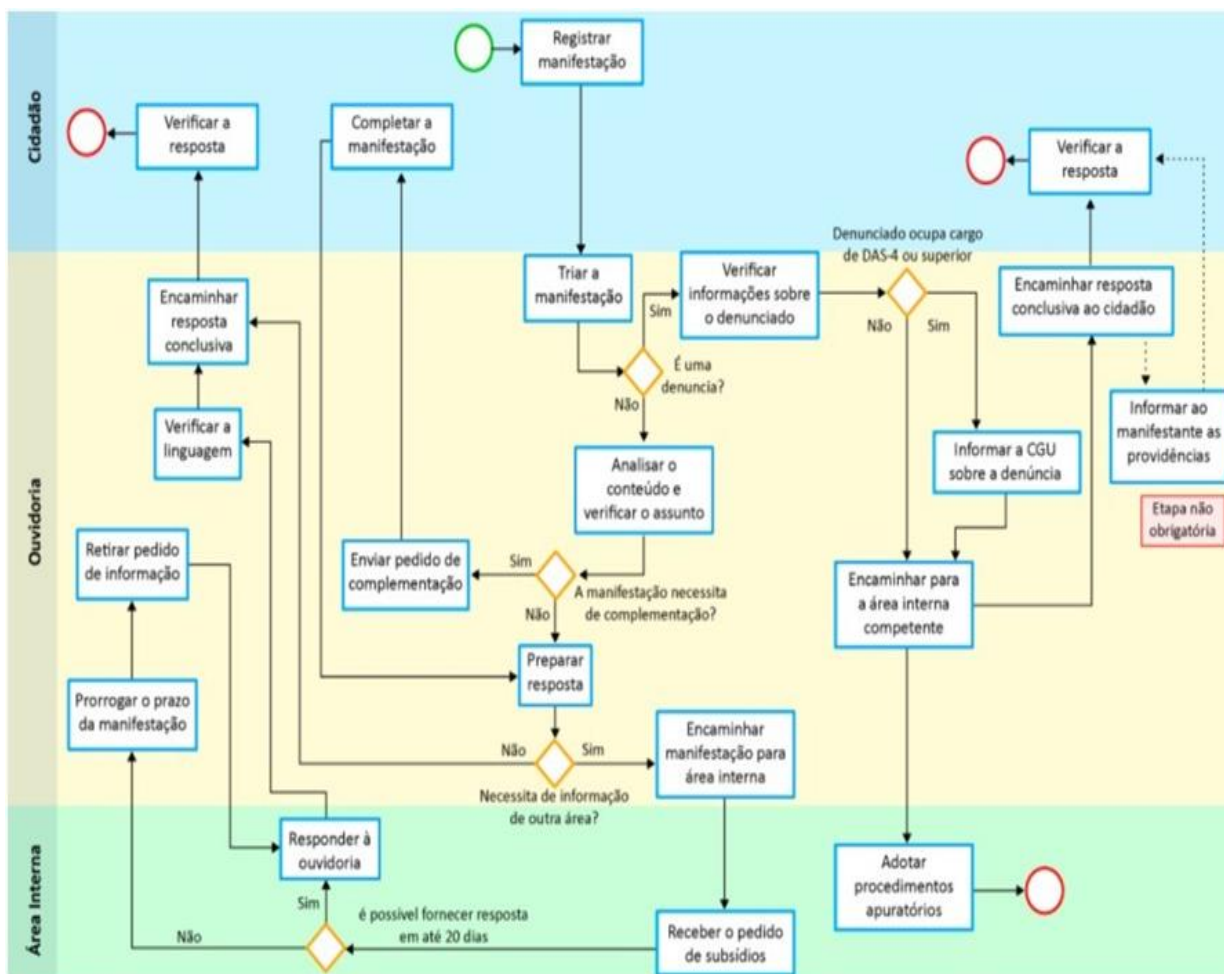 Cidadão
Registrar
manifestação
Verificar a
resposta
Completar a
manifestação
Verificar a
resposta
Ouvidoria
Denunciado ocupa cargo
de DAS-4 ou superior
Triar a
manifestação
Verificar
informações sobre
o denunciado
Encaminhar
resposta
conclusiva
Encaminhar resposta
conclusiva ao cidadão
Sim
Não
Sim
É uma
denuncia?
Não
Verificar a
linguagem
Informar ao
manifestante as
providências
Analisar o
conteúdo e
verificar o assunto
Informar a CGU
sobre a denúncia
Etapa não
obrigatória
Retirar pedido
de informação
Enviar pedido de
complementação
Sim
A manifestação necessita
de complementação?
Não
Encaminhar para
a área interna
competente
Preparar
resposta
Prorrogar o prazo
da manifestação
Encaminhar
manifestação para
área interna
Não
Sim
Necessita de informação
de outra área?
Área Interna
Responder à
ouvidoria
Adotar
procedimentos
apuratórios
Sim
é possivel fornecer resposta
em até 20 dias
Não
Receber o pedido
de subsídios